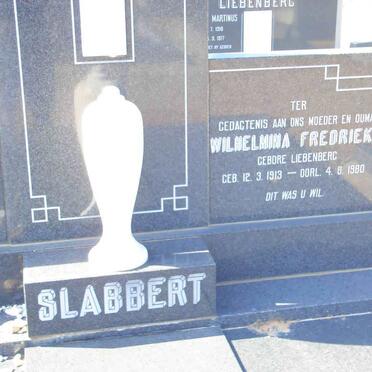 LIEBENBERG
MARTINUS
TER
GEDAGTENIS AAN ONS MOEDER EN OUMA
WILHELMINA FREDRIEK
GEBORE LIEBENBERG
GEB. 12. 3. 1913 — OORL. 4. 8. 1980
DIT WAS U WIL.
SLABBERT